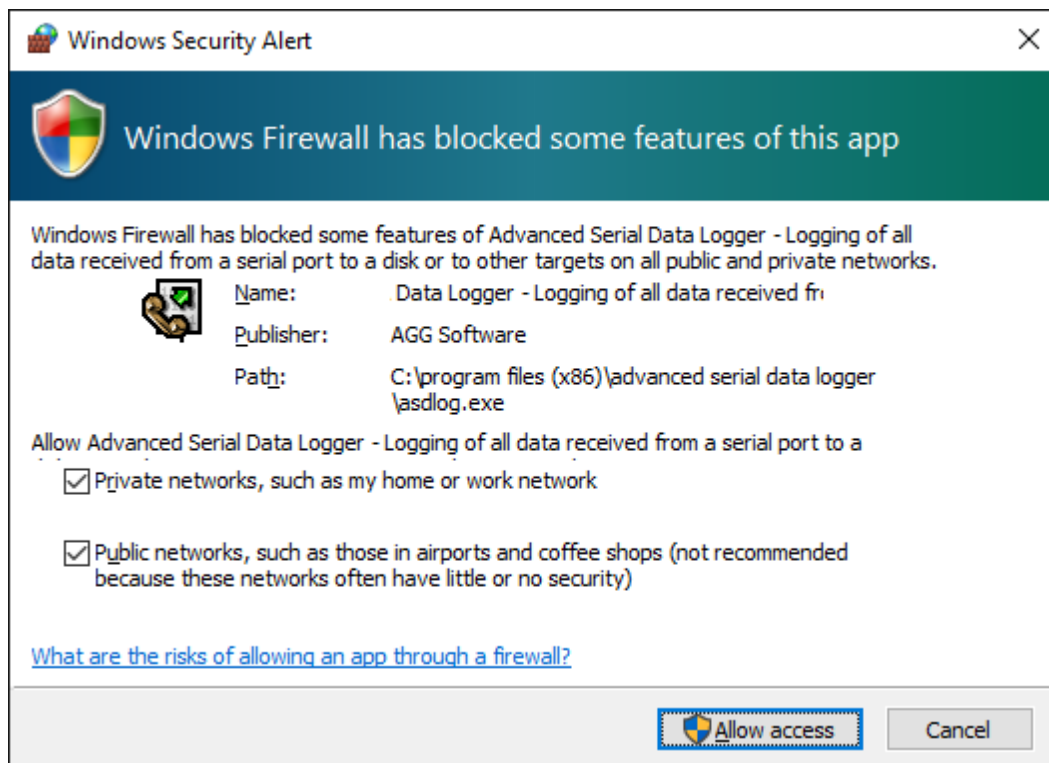 Windows Security Alert
Windows Firewall has blocked some features of this app
Windows Firewall has blocked some features of Advanced Serial Data Logger - Logging of all
data received from a serial port to a disk or to other targets on all public and private networks.
Name: Data Logger - Logging of all data received fr
Publisher: AGG Software
Path: C:\program files (x86)\advanced serial data logger
\asdlog.exe
Allow Advanced Serial Data Logger - Logging of all data received from a serial port to a
Private networks, such as my home or work network
Public networks, such as those in airports and coffee shops (not recommended
because these networks often have little or no security)
What are the risks of allowing an app through a firewall?
Allow access Cancel